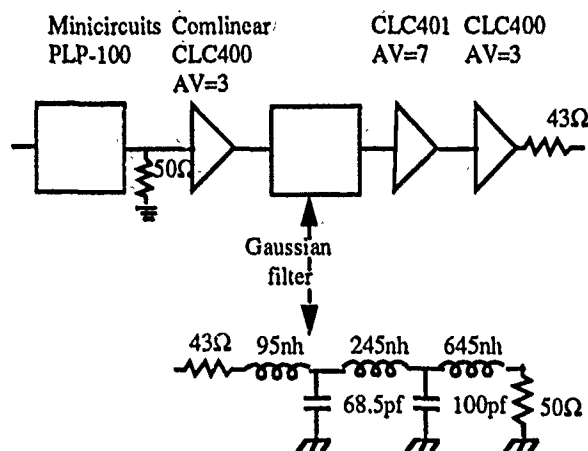 Minicircuits Comlinear CLC401 CLC400
PLP-100 CLC400 AV=7 AV=3
AV=3
43Ω
50Ω
Gaussian
filter
43Ω 95nh 245nh 645nh
68.5pf 100pf 50Ω